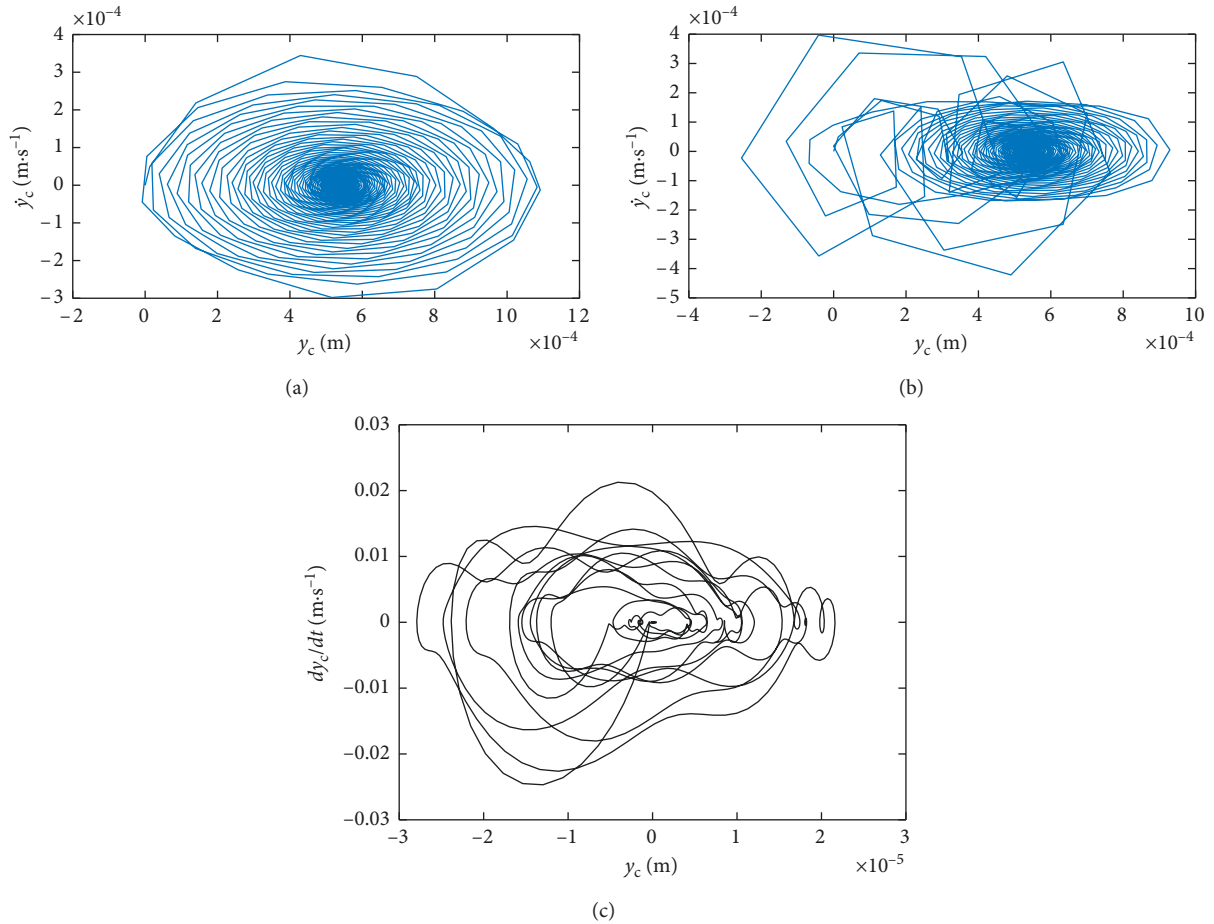 ×10⁻⁴
4
3
2
1
0
−1
−2
−3
ẏc (m·s⁻¹)
−2 0 2 4 6 8 10 12
yc (m) ×10⁻⁴
(a)
×10⁻⁴
4
3
2
1
0
−1
−2
−3
−4
−5
ẏc (m·s⁻¹)
−4 −2 0 2 4 6 8 10
yc (m) ×10⁻⁴
(b)
0.03
0.02
0.01
0
−0.01
−0.02
−0.03
dyc/dt (m·s⁻¹)
−3 −2 −1 0 1 2 3
yc (m) ×10⁻⁵
(c)